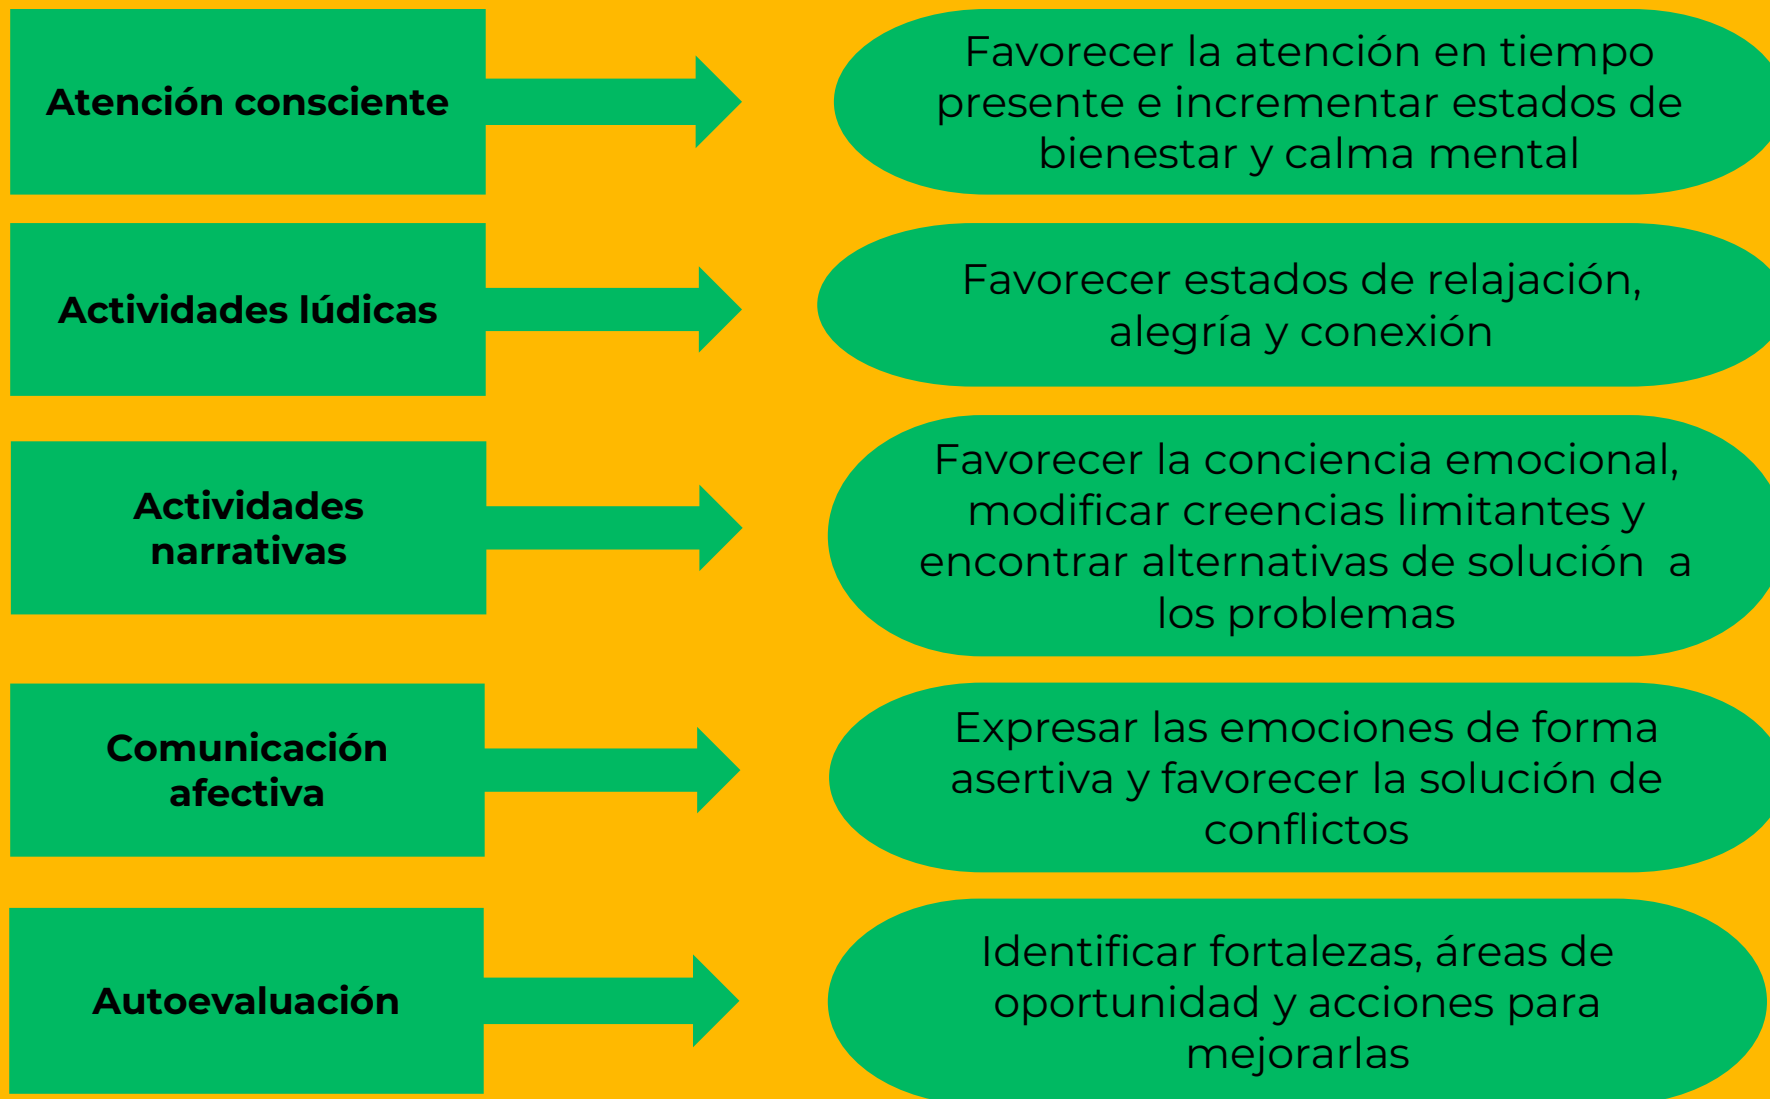 Atención consciente
Favorecer la atención en tiempo
presente e incrementar estados de
bienestar y calma mental
Actividades lúdicas
Favorecer estados de relajación,
alegría y conexión
Actividades
narrativas
Favorecer la conciencia emocional,
modificar creencias limitantes y
encontrar alternativas de solución  a
los problemas
Comunicación
afectiva
Expresar las emociones de forma
asertiva y favorecer la solución de
conflictos
Autoevaluación
Identificar fortalezas, áreas de
oportunidad y acciones para
mejorarlas